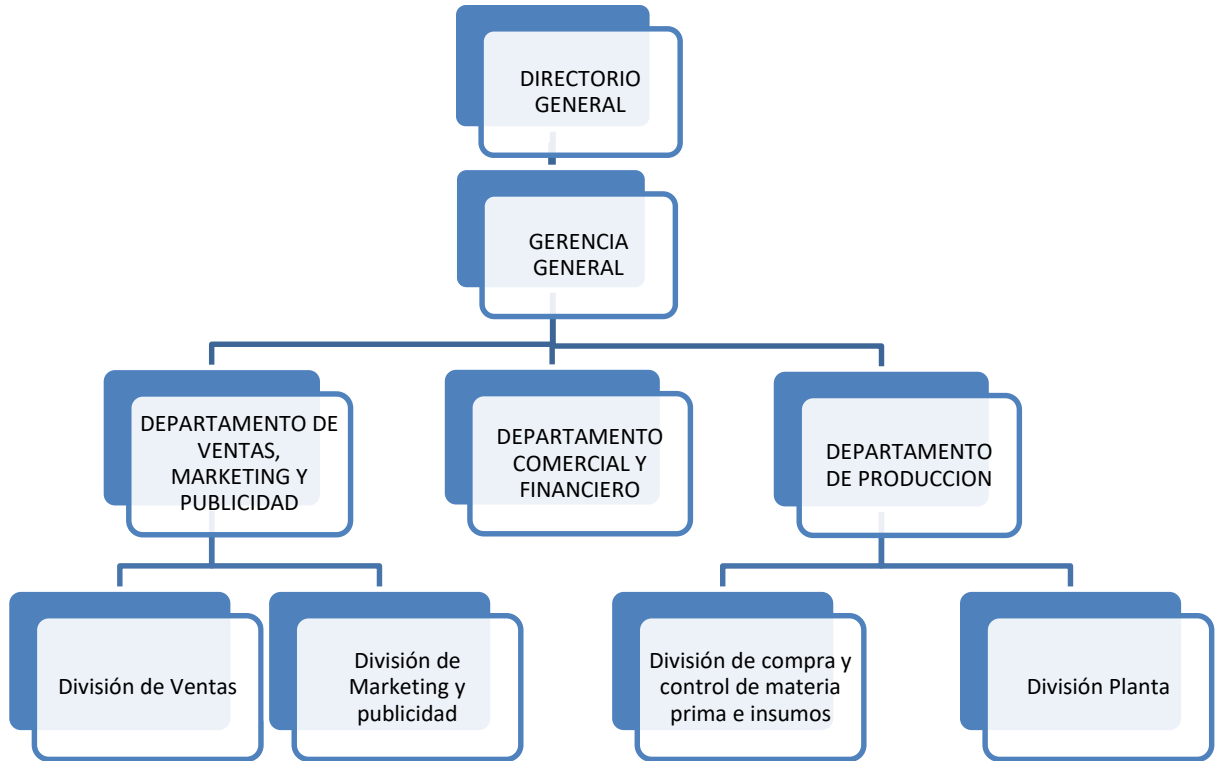 DIRECTORIO
GENERAL
GERENCIA
GENERAL
DEPARTAMENTO DE
VENTAS,
MARKETING Y
PUBLICIDAD
DEPARTAMENTO
COMERCIAL Y
FINANCIERO
DEPARTAMENTO
DE PRODUCCION
División de Ventas
División de
Marketing y
publicidad
División de compra y
control de materia
prima e insumos
División Planta